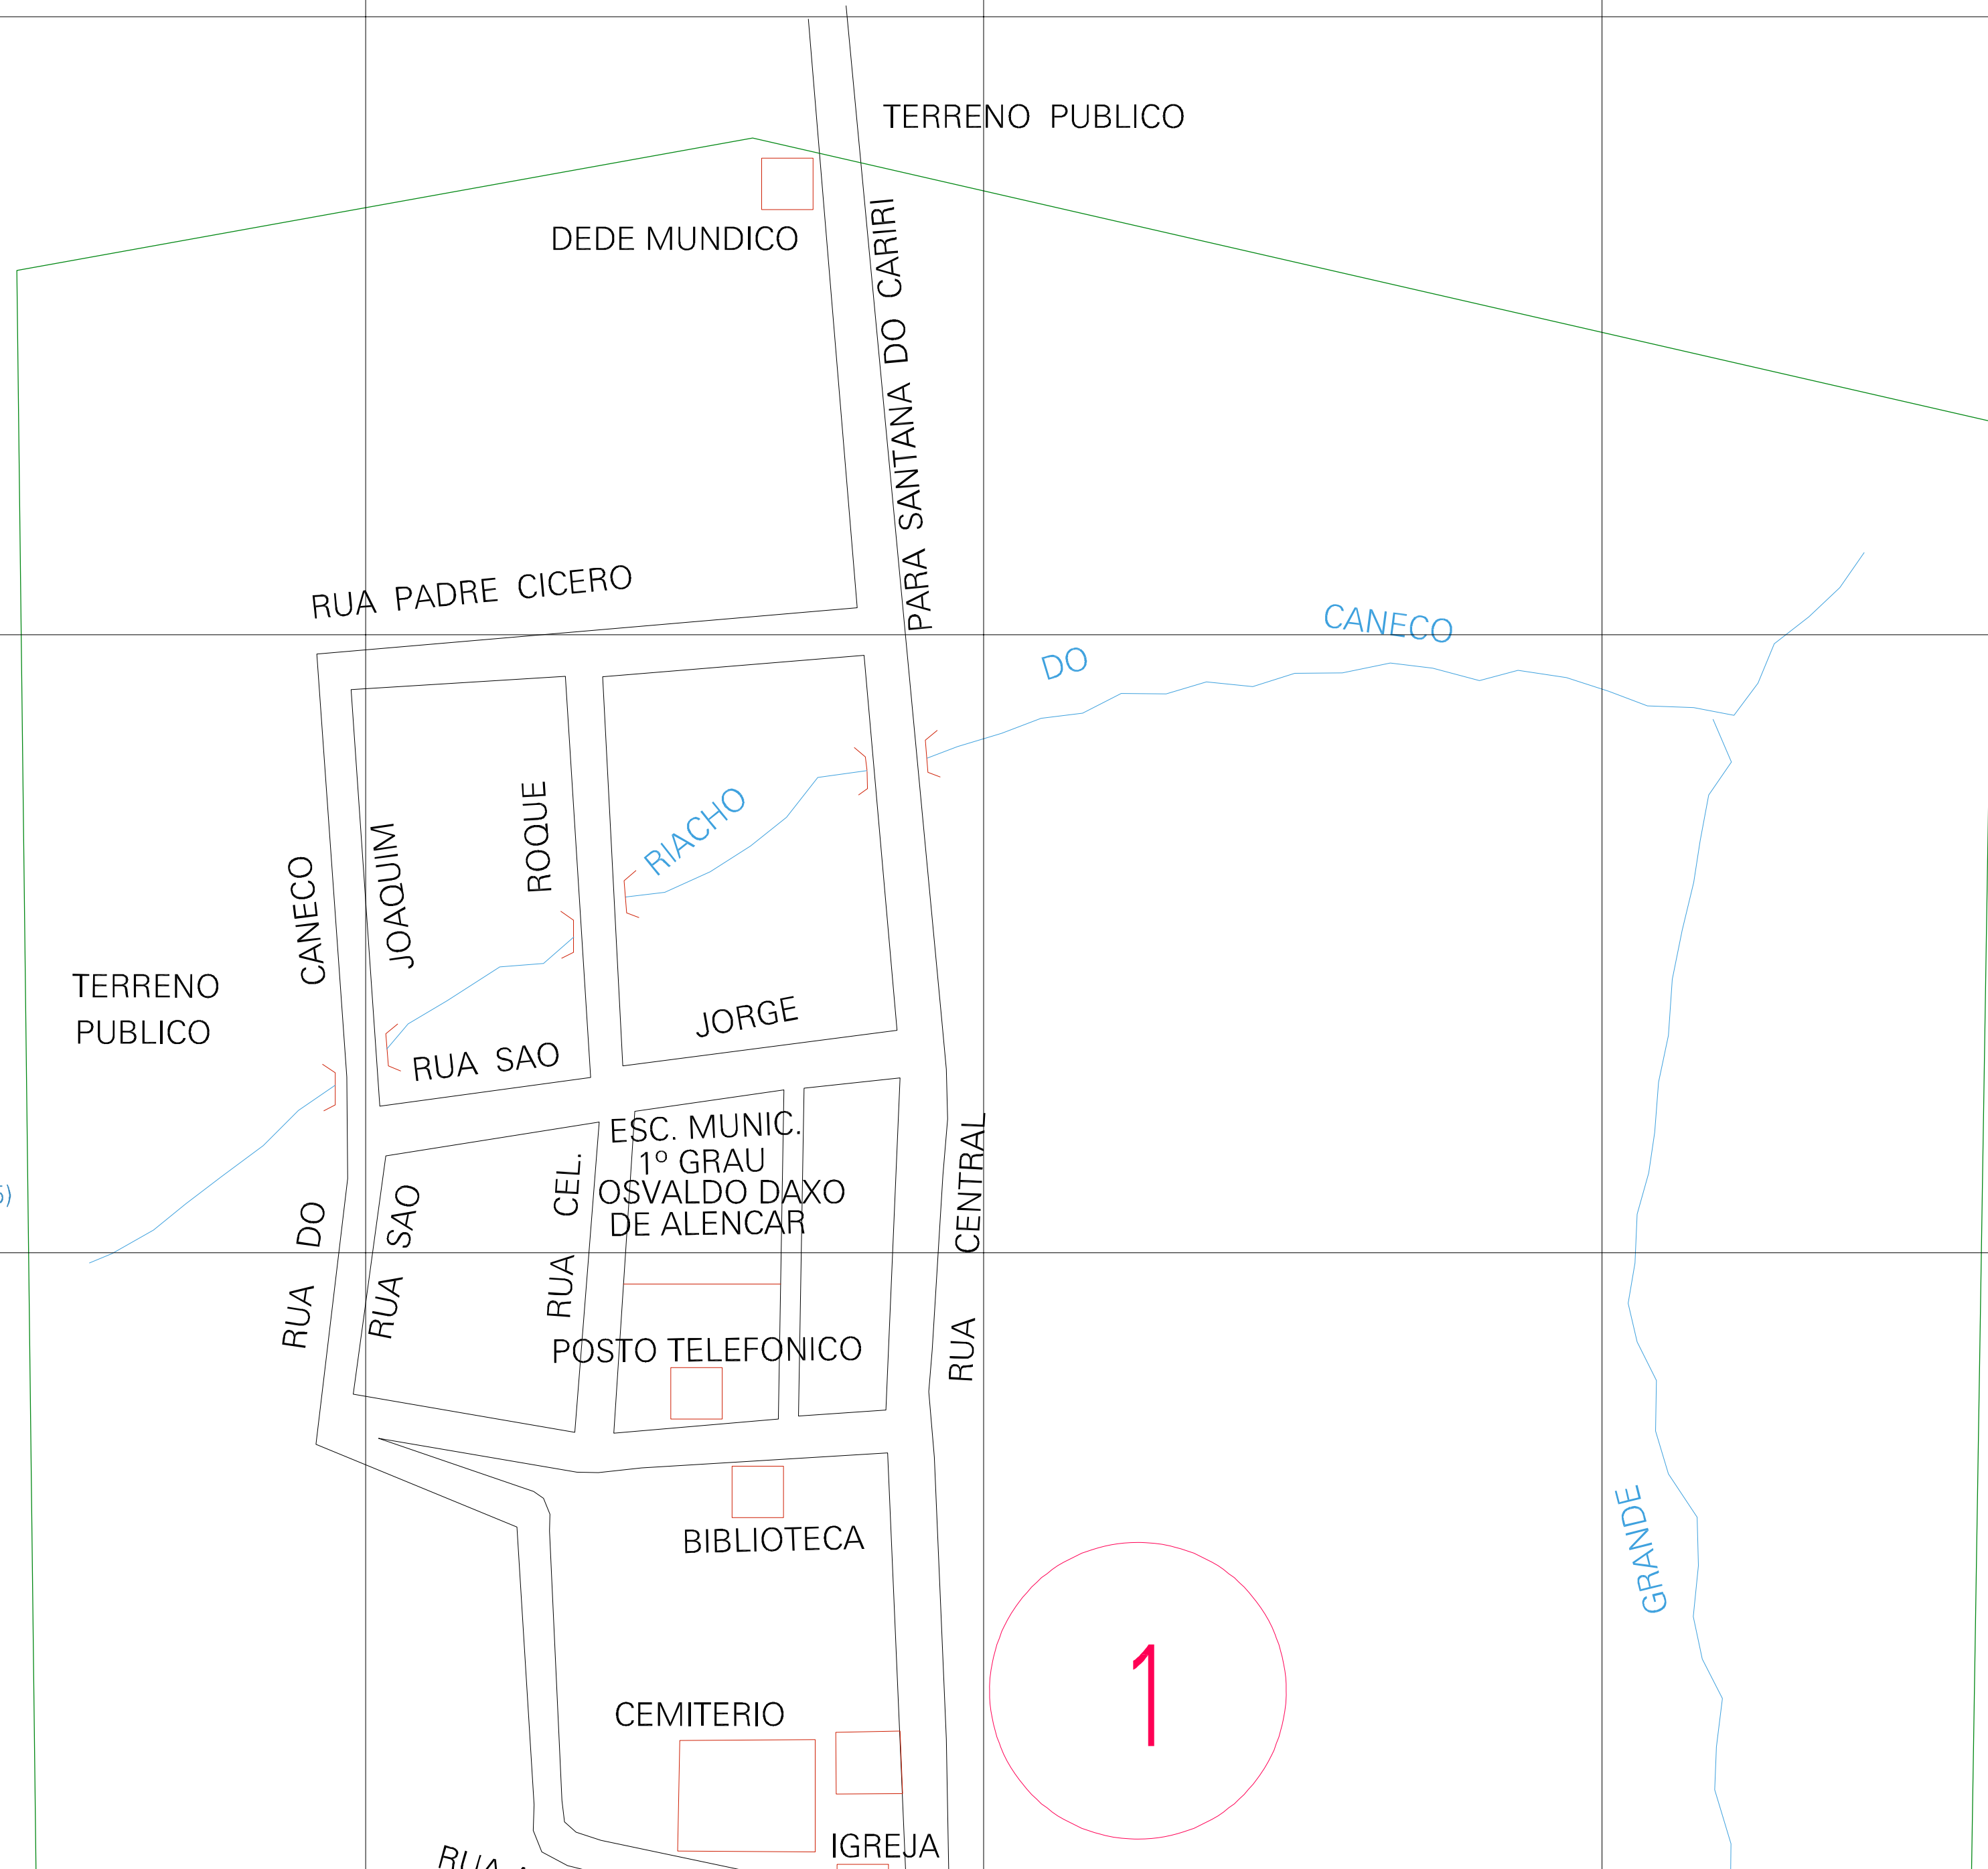 TERRENO PUBLICO
DEDE MUNDICO
PARA SANTANA DO CARIRI
RUA PADRE CICERO
DO CANECO
RIACHO
ROQUE
JOAQUIM
CANECO
TERRENO
PUBLICO
JORGE
RUA SAO
ESC. MUNIC.
1º GRAU
OSVALDO DAXO
DE ALENCAR
RUA CEL.
RUA SAO
RUA DO
RUA CENTRAL
POSTO TELEFONICO
BIBLIOTECA
GRANDE
1
CEMITERIO
IGREJA
RUA